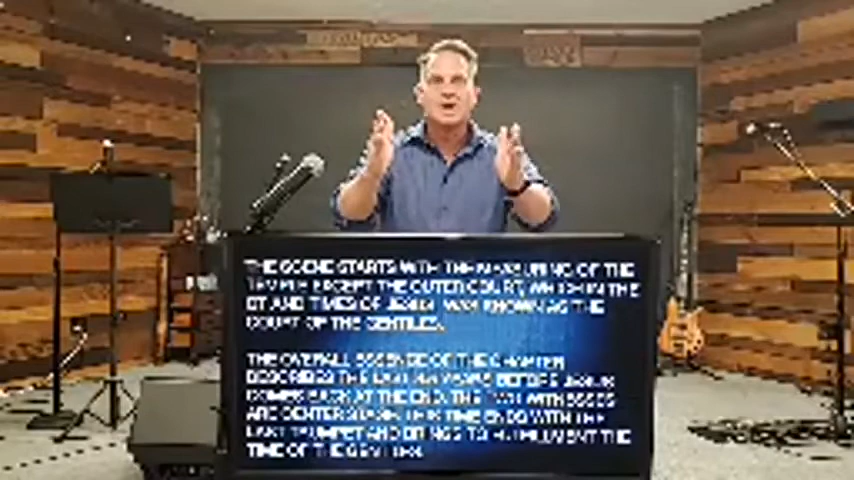 THE SCENE STARTS WITH THE MEASURING OF THE
TEMPLE EXCEPT THE OUTER COURT, WHICH IN THE
OT AND TIMES OF JESUS, WAS KNOWN AS THE
COURT OF THE GENTILES.
THE OVERALL ESSENCE OF THE CHAPTER
DESCRIBES THE LAST YEARS BEFORE JESUS
COMES BACK AT THE END. THE TWO WITNESSES
ARE CENTER STAGE. THIS TIME ENDS WITH THE
LAST TRUMPET AND BRINGS TO FULFILLMENT THE
TIME OF THE GENTILES.